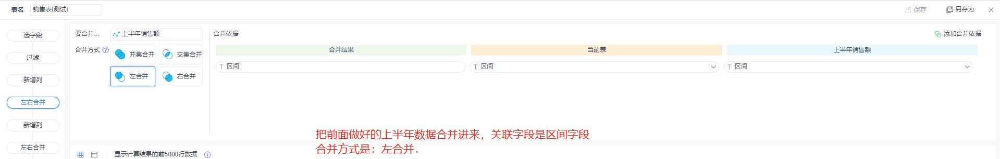 表名 销售表(测试) 保存 另存为
选字段
过滤
新增列
左右合并
新增列
左右合并
要合并... 上半年销售额
合并方式
并集合并 交集合并
左合并 右合并
合并依据 添加合并依据
合并结果 当前表 上半年销售额
T 区间 T 区间 T 区间
把前面做好的上半年数据合并进来，关联字段是区间字段
合并方式是：左合并.
显示计算结果的前5000行数据